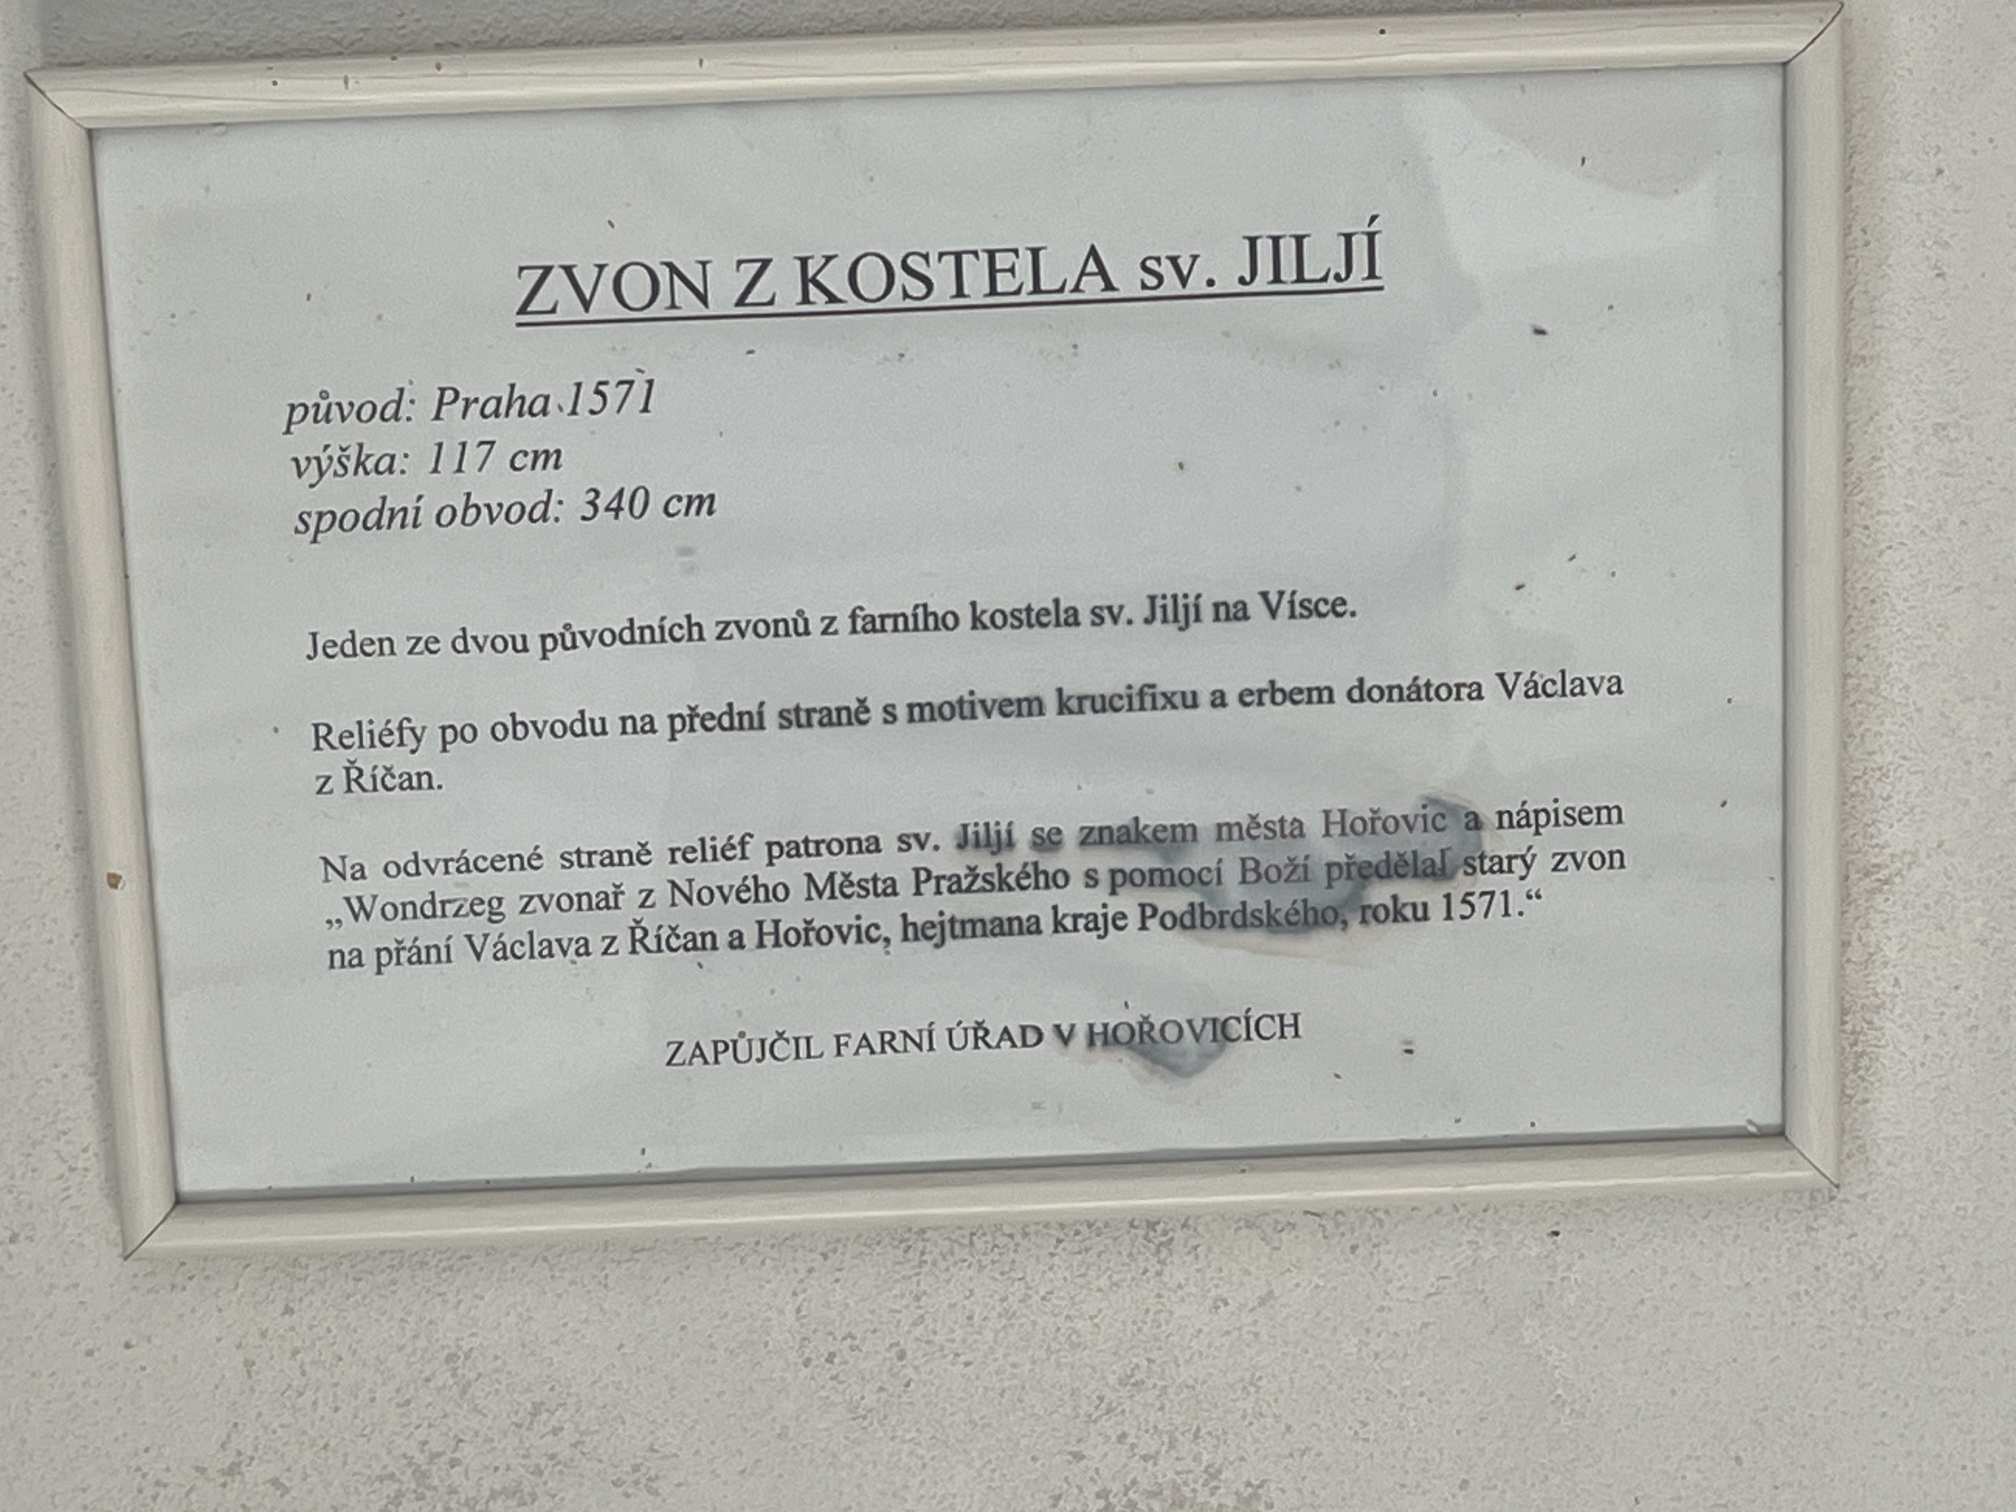 ZVON Z KOSTELA sv. JILJÍ
původ: Praha 1571
výška: 117 cm
spodní obvod: 340 cm
Jeden ze dvou původních zvonů z farního kostela sv. Jiljí na Vísce.
Reliéfy po obvodu na přední straně s motivem krucifixu a erbem donátora Václava
z Říčan.
Na odvrácené straně reliéf patrona sv. Jiljí se znakem města Hořovic a nápisem
„Wondrzeg zvonař z Nového Města Pražského s pomocí Boží předělal starý zvon
na přání Václava z Říčan a Hořovic, hejtmana kraje Podbrdského, roku 1571.“
ZAPŮJČIL FARNÍ ÚŘAD V HOŘOVICÍCH